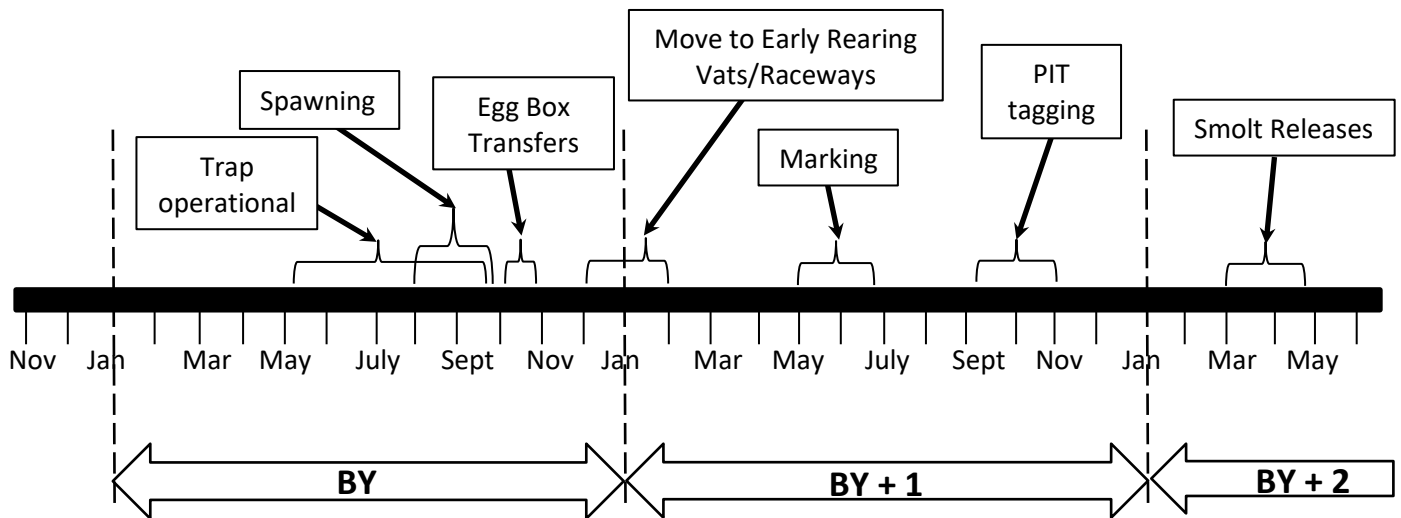 Move to Early Rearing
Vats/Raceways
PIT
tagging
Spawning
Egg Box
Transfers
Smolt Releases
Marking
Trap
operational
Nov Jan Mar May July Sept Nov Jan Mar May July Sept Nov Jan Mar May
BY BY + 1 BY + 2